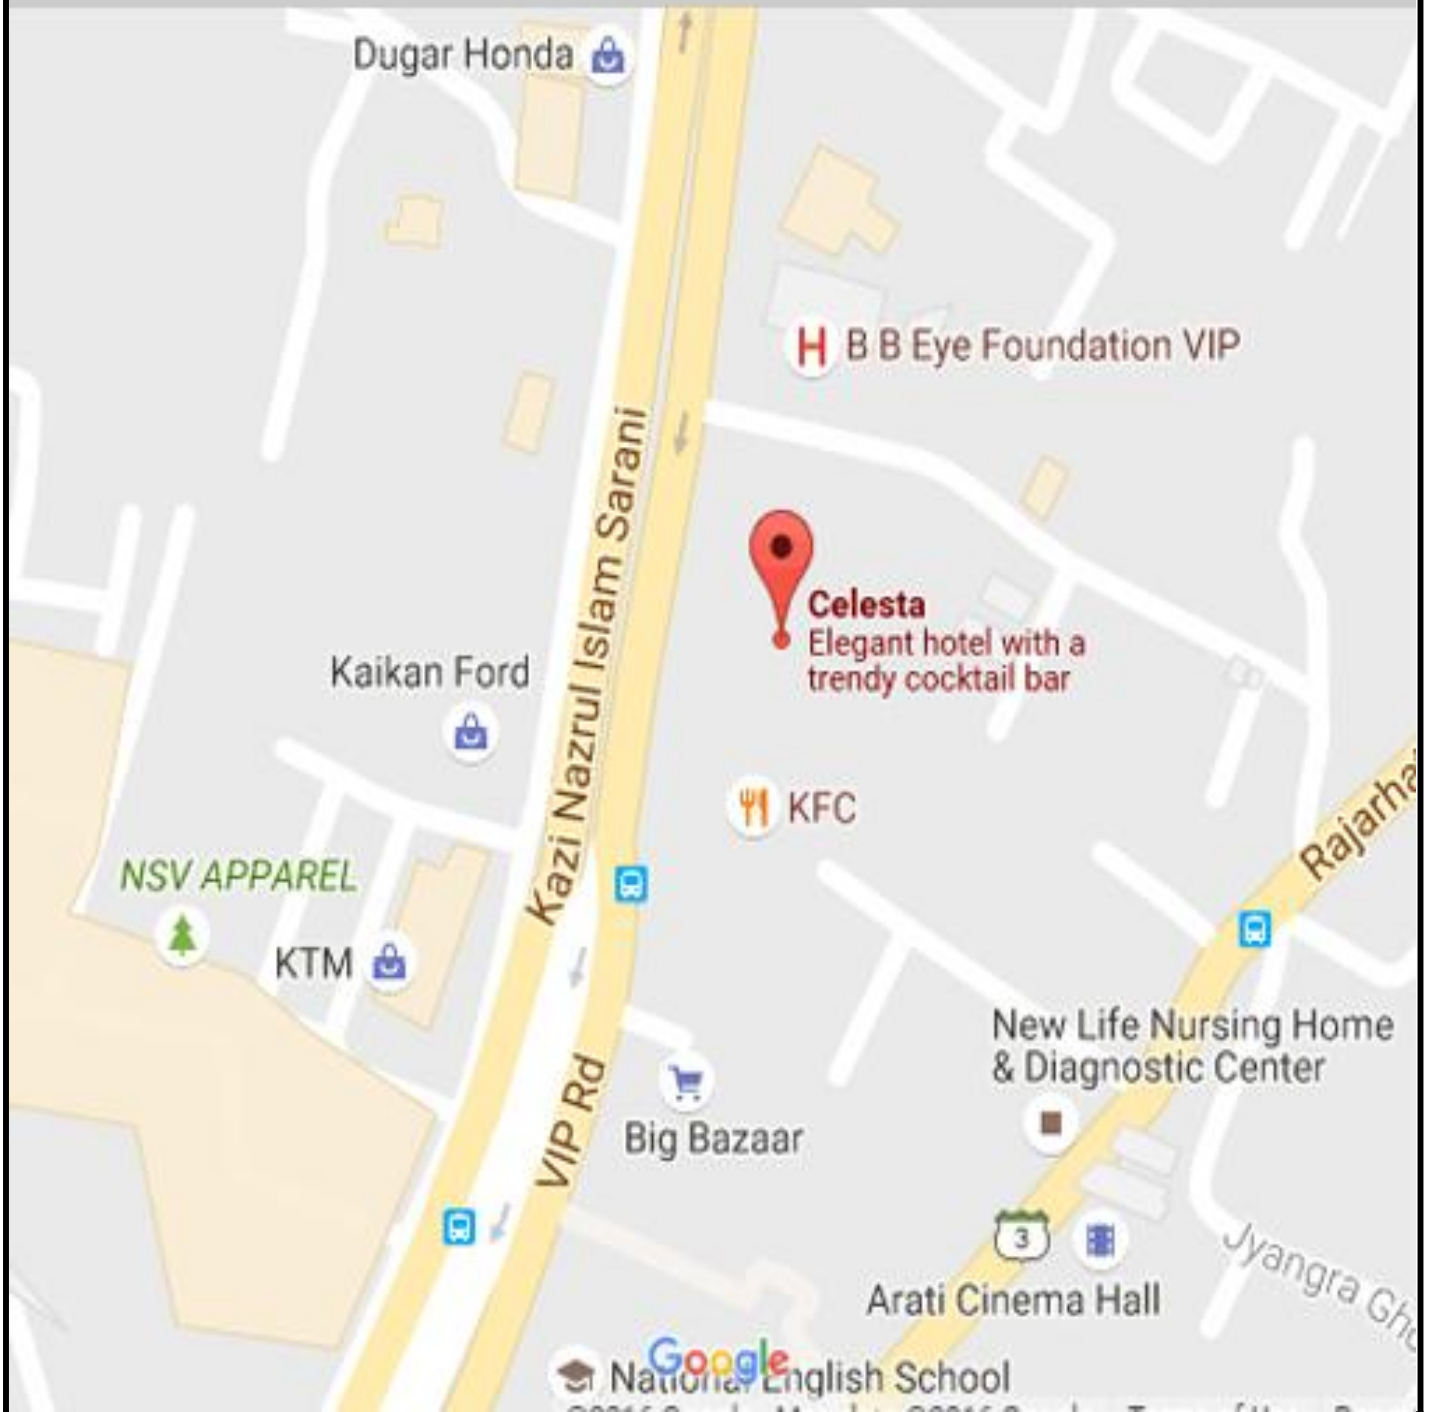 Dugar Honda
H B B Eye Foundation VIP
Kazi Nazrul Islam Sarani
Celesta
Elegant hotel with a
trendy cocktail bar
Kaikan Ford
KFC
Rajarha
NSV APPAREL
KTM
New Life Nursing Home
& Diagnostic Center
VIP Rd
Big Bazaar
3
Jyangra Gho
Arati Cinema Hall
Google
National English School